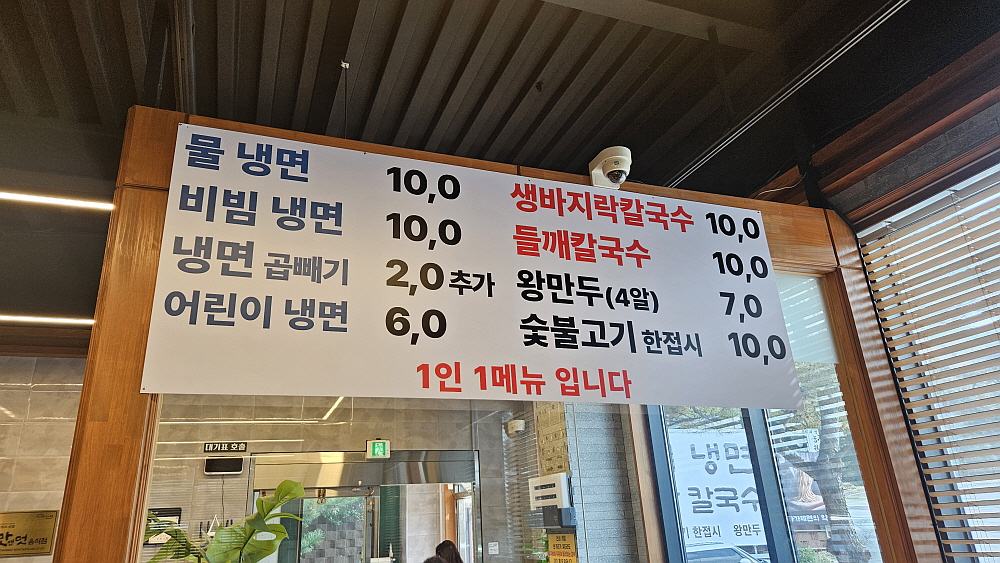 물 냉면 10,0
비빔 냉면 10,0
냉면 곱빼기 2,0 추가
어린이 냉면 6,0
생바지락칼국수 10,0
들깨칼국수 10,0
왕만두(4알) 7,0
숯불고기 한접시 10,0
1인 1메뉴 입니다
대기표 호출
냉면
칼국수
한접시 왕만두